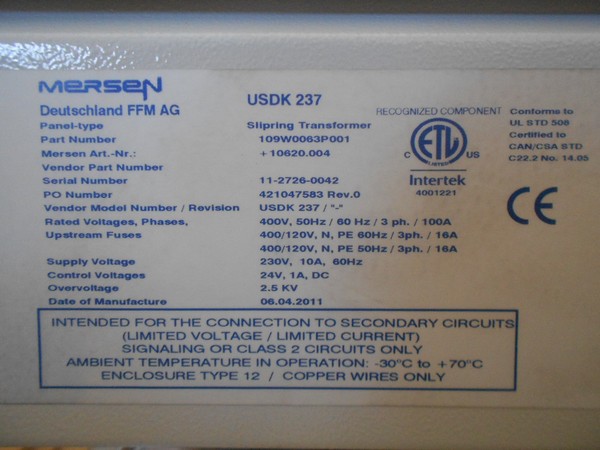 MERSEN
Deutschland FFM AG
USDK 237
Panel-type Slipring Transformer
Part Number 109W0063P001
Mersen Art.-Nr.: +10620.004
Vendor Part Number
Serial Number 11-2726-0042
PO Number 421047583 Rev.0
Vendor Model Number / Revision USDK 237 / "-"
Rated Voltages, Phases, 400V, 50Hz / 60 Hz / 3 ph. / 100A
Upstream Fuses 400/120V, N, PE 60Hz / 3ph. / 16A
400/120V, N, PE 50Hz / 3ph. / 16A
Supply Voltage 230V, 10A, 60Hz
Control Voltages 24V, 1A, DC
Overvoltage 2.5 KV
Date of Manufacture 06.04.2011
RECOGNIZED COMPONENT
C ETL US
LISTED
Intertek
4001221
Conforms to
UL STD 508
Certified to
CAN/CSA STD
C22.2 No. 14.05
CE
INTENDED FOR THE CONNECTION TO SECONDARY CIRCUITS
(LIMITED VOLTAGE / LIMITED CURRENT)
SIGNALING OR CLASS 2 CIRCUITS ONLY
AMBIENT TEMPERATURE IN OPERATION: -30°C to +70°C
ENCLOSURE TYPE 12 / COPPER WIRES ONLY